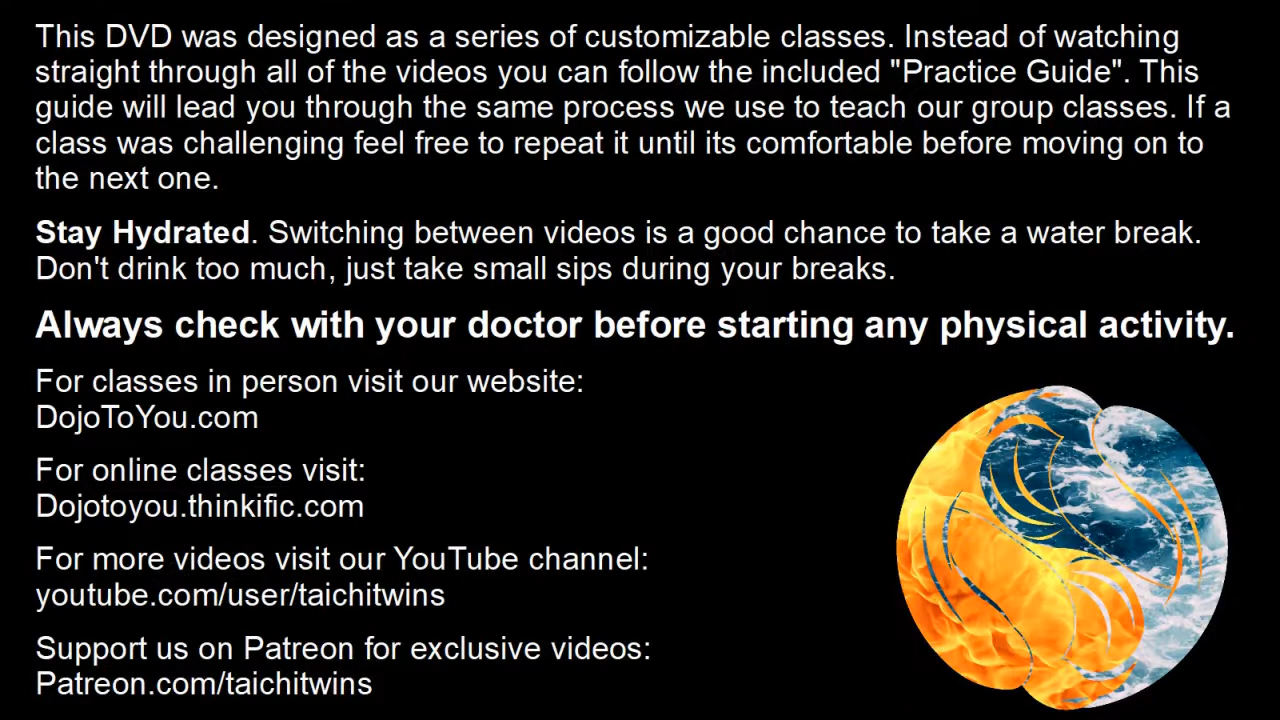 This DVD was designed as a series of customizable classes. Instead of watching
straight through all of the videos you can follow the included "Practice Guide". This
guide will lead you through the same process we use to teach our group classes. If a
class was challenging feel free to repeat it until its comfortable before moving on to
the next one.
Stay Hydrated. Switching between videos is a good chance to take a water break.
Don't drink too much, just take small sips during your breaks.
Always check with your doctor before starting any physical activity.
For classes in person visit our website:
DojoToYou.com
For online classes visit:
Dojotoyou.thinkific.com
For more videos visit our YouTube channel:
youtube.com/user/taichitwins
Support us on Patreon for exclusive videos:
Patreon.com/taichitwins